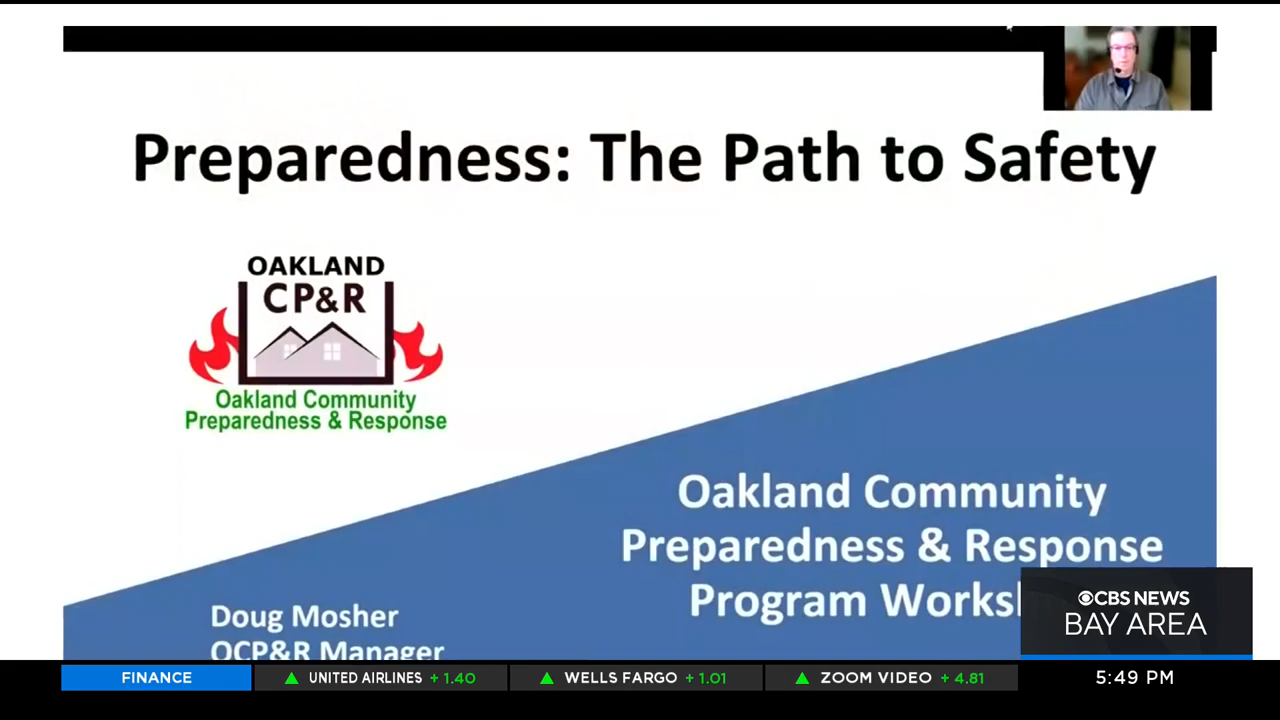 Preparedness: The Path to Safety
OAKLAND
CP&R
Oakland Community
Preparedness & Response
Oakland Community
Preparedness & Response
Program Works
Doug Mosher
OCP&R Manager
CBS NEWS
BAY AREA
FINANCE
UNITED AIRLINES + 1.40
WELLS FARGO + 1.01
ZOOM VIDEO + 4.81
5:49 PM